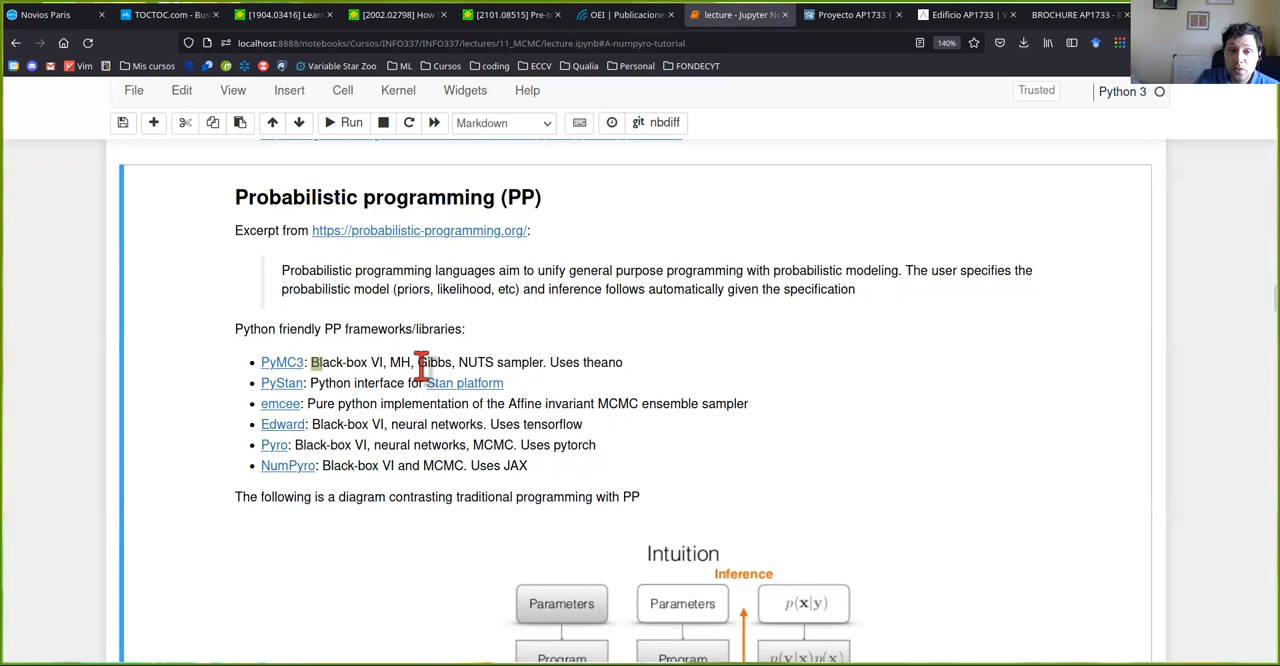 Novios Paris
TOCTOC.com - Bus
[1904.03416] Lear
[2002.02798] How
[2101.08515] Pre-t
OEI | Publicacione
lecture - Jupyter No
Proyecto AP1733
Edificio AP1733 | V
BROCHURE AP1733 - B
localhost:8888/notebooks/Cursos/INFO337/INFO337/lectures/11_MCMC/lecture.ipynb#A-numpyro-tutorial
140%
Vim
Mis cursos
Variable Star Zoo
ML
Cursos
coding
ECCV
Qualia
Personal
FONDECYT
File
Edit
View
Insert
Cell
Kernel
Widgets
Help
Trusted
Python 3
Run
Markdown
git nbdiff
Probabilistic programming (PP)
Excerpt from https://probabilistic-programming.org/:
Probabilistic programming languages aim to unify general purpose programming with probabilistic modeling. The user specifies the
probabilistic model (priors, likelihood, etc) and inference follows automatically given the specification
Python friendly PP frameworks/libraries:
• PyMC3: Black-box VI, MH, Gibbs, NUTS sampler. Uses theano
• PyStan: Python interface for Stan platform
• emcee: Pure python implementation of the Affine invariant MCMC ensemble sampler
• Edward: Black-box VI, neural networks. Uses tensorflow
• Pyro: Black-box VI, neural networks, MCMC. Uses pytorch
• NumPyro: Black-box VI and MCMC. Uses JAX
The following is a diagram contrasting traditional programming with PP
Intuition
Inference
Parameters
Parameters
p(x|y)
Program
Program
p(y|x)p(x)